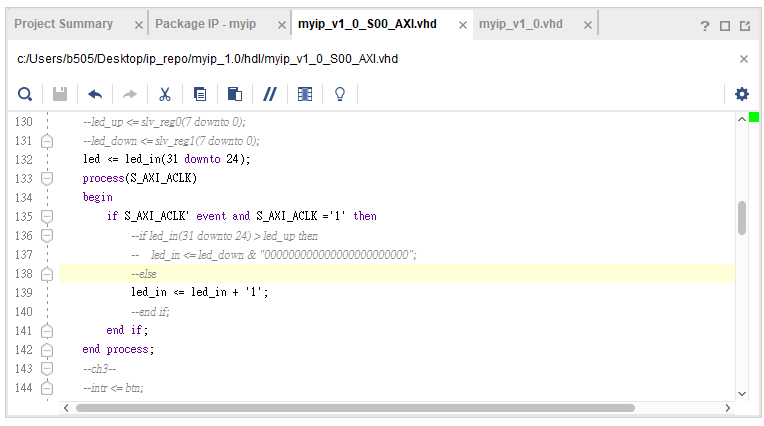 Project Summary × Package IP - myip × myip_v1_0_S00_AXI.vhd × myip_v1_0.vhd × ?
c:/Users/b505/Desktop/ip_repo/myip_1.0/hdl/myip_v1_0_S00_AXI.vhd ×
130 --led_up <= slv_reg0(7 downto 0);
131 --led_down <= slv_reg1(7 downto 0);
132 led <= led_in(31 downto 24);
133 process(S_AXI_ACLK)
134 begin
135 if S_AXI_ACLK' event and S_AXI_ACLK ='1' then
136 --if led_in(31 downto 24) > led_up then
137 -- led_in <= led_down & "000000000000000000000000";
138 --else
139 led_in <= led_in + '1';
140 --end if;
141 end if;
142 end process;
143 --ch3--
144 --intr <= btn;